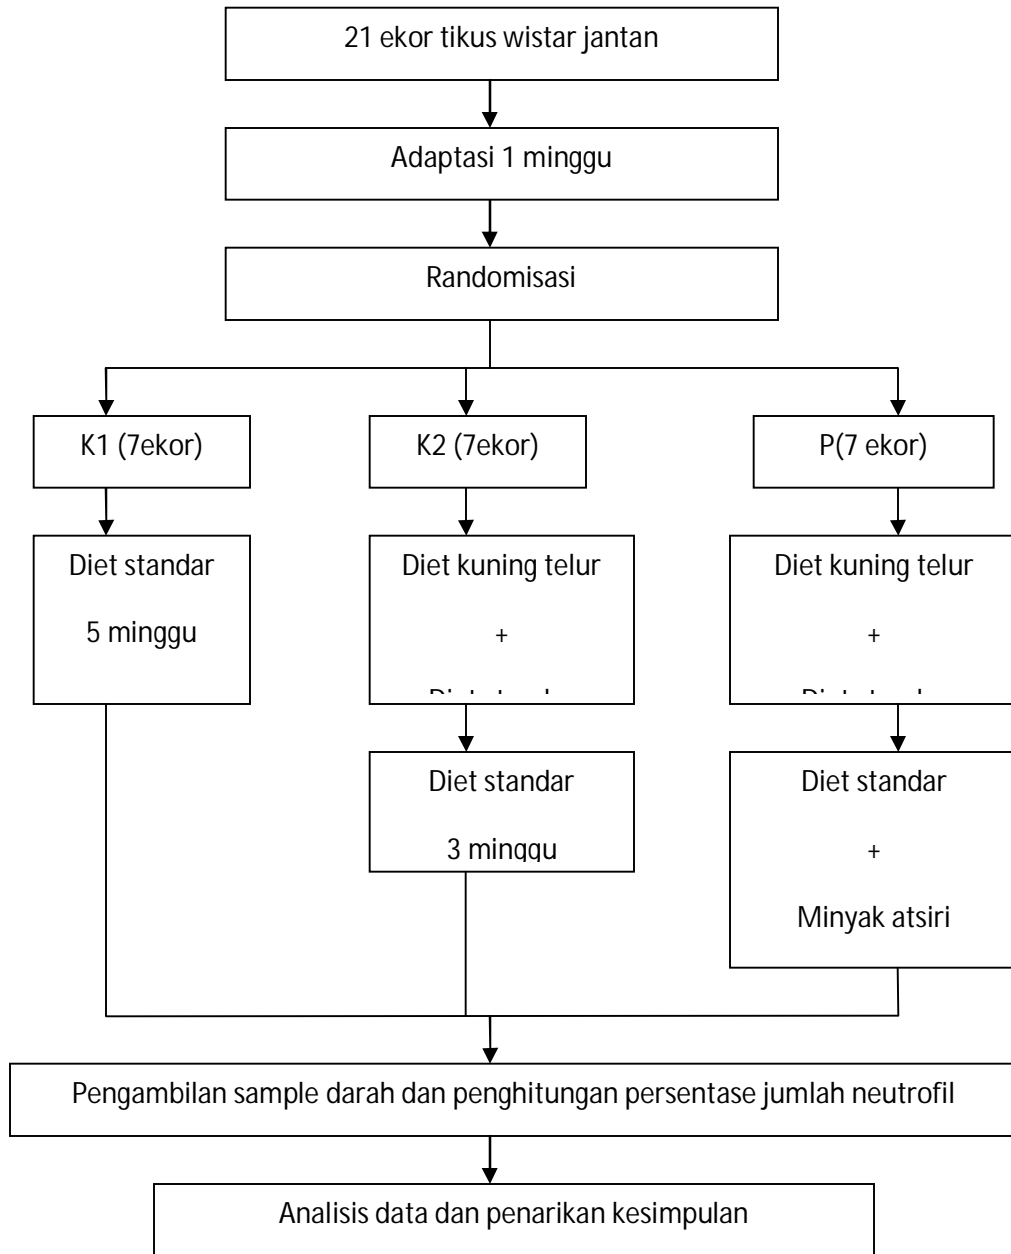 21 ekor tikus wistar jantan
Adaptasi 1 minggu
Randomisasi
K1 (7ekor)
K2 (7ekor)
P(7 ekor)
Diet standar
5 minggu
Diet kuning telur
+
Diet kuning telur
+
Diet standar
3 minggu
Diet standar
+
Minyak atsiri
Pengambilan sample darah dan penghitungan persentase jumlah neutrofil
Analisis data dan penarikan kesimpulan